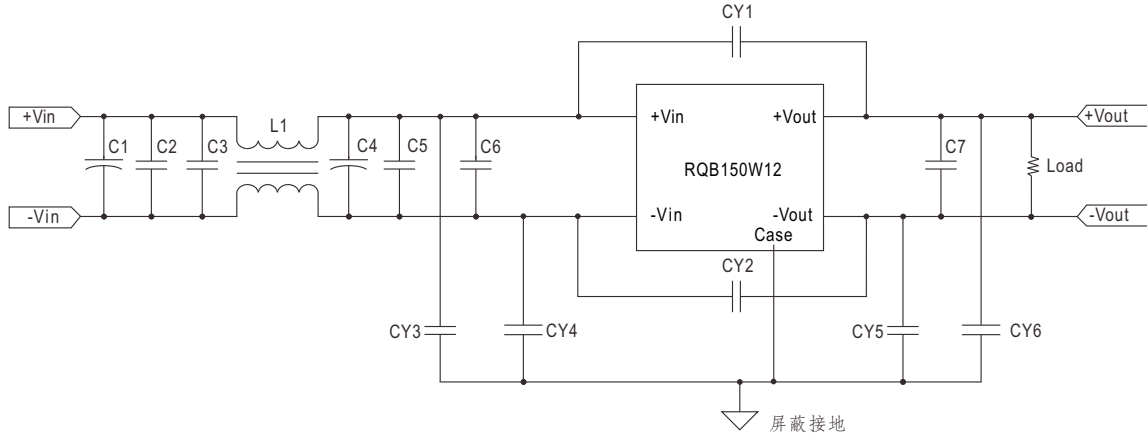 CY1
+Vin
L1
+Vin
+Vout
+Vout
C1
C2
C3
C4
C5
C6
RQB150W12
C7
Load
-Vin
-Vin
-Vout
-Vout
Case
CY2
CY3
CY4
CY5
CY6
屏蔽接地